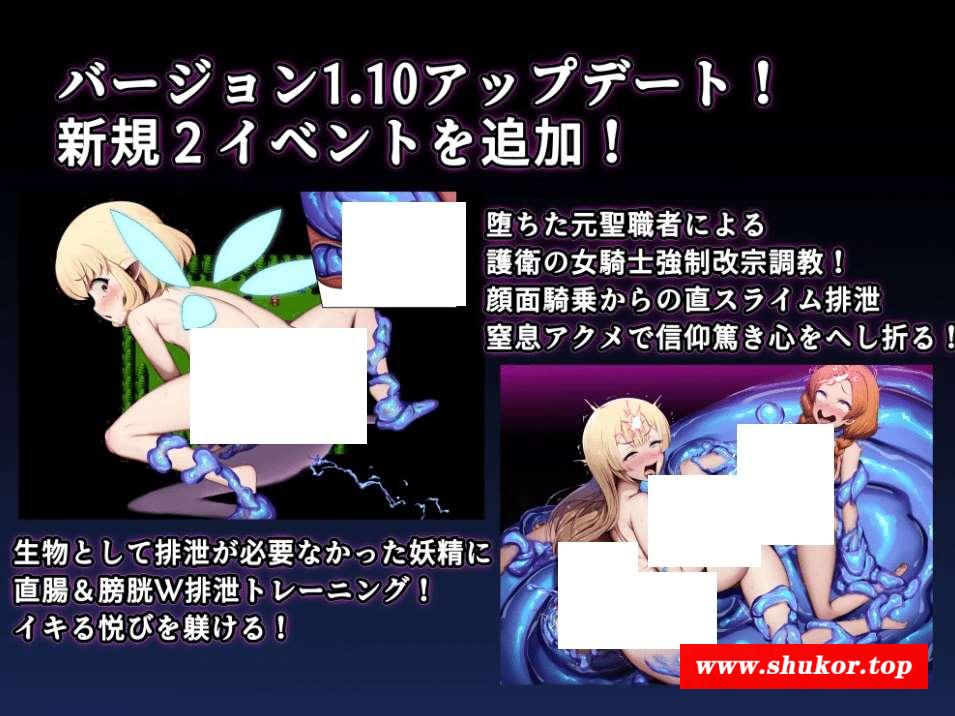 バージョン1.10アップデート！
新規２イベントを追加！
堕ちた元聖職者による
護衛の女騎士強制改宗調教！
顔面騎乗からの直スライム排泄
窒息アクメで信仰篤き心をへし折る！
生物として排泄が必要なかった妖精に
直腸＆膀胱W排泄トレーニング！
イキる悦びを躾ける！
www.shukor.top